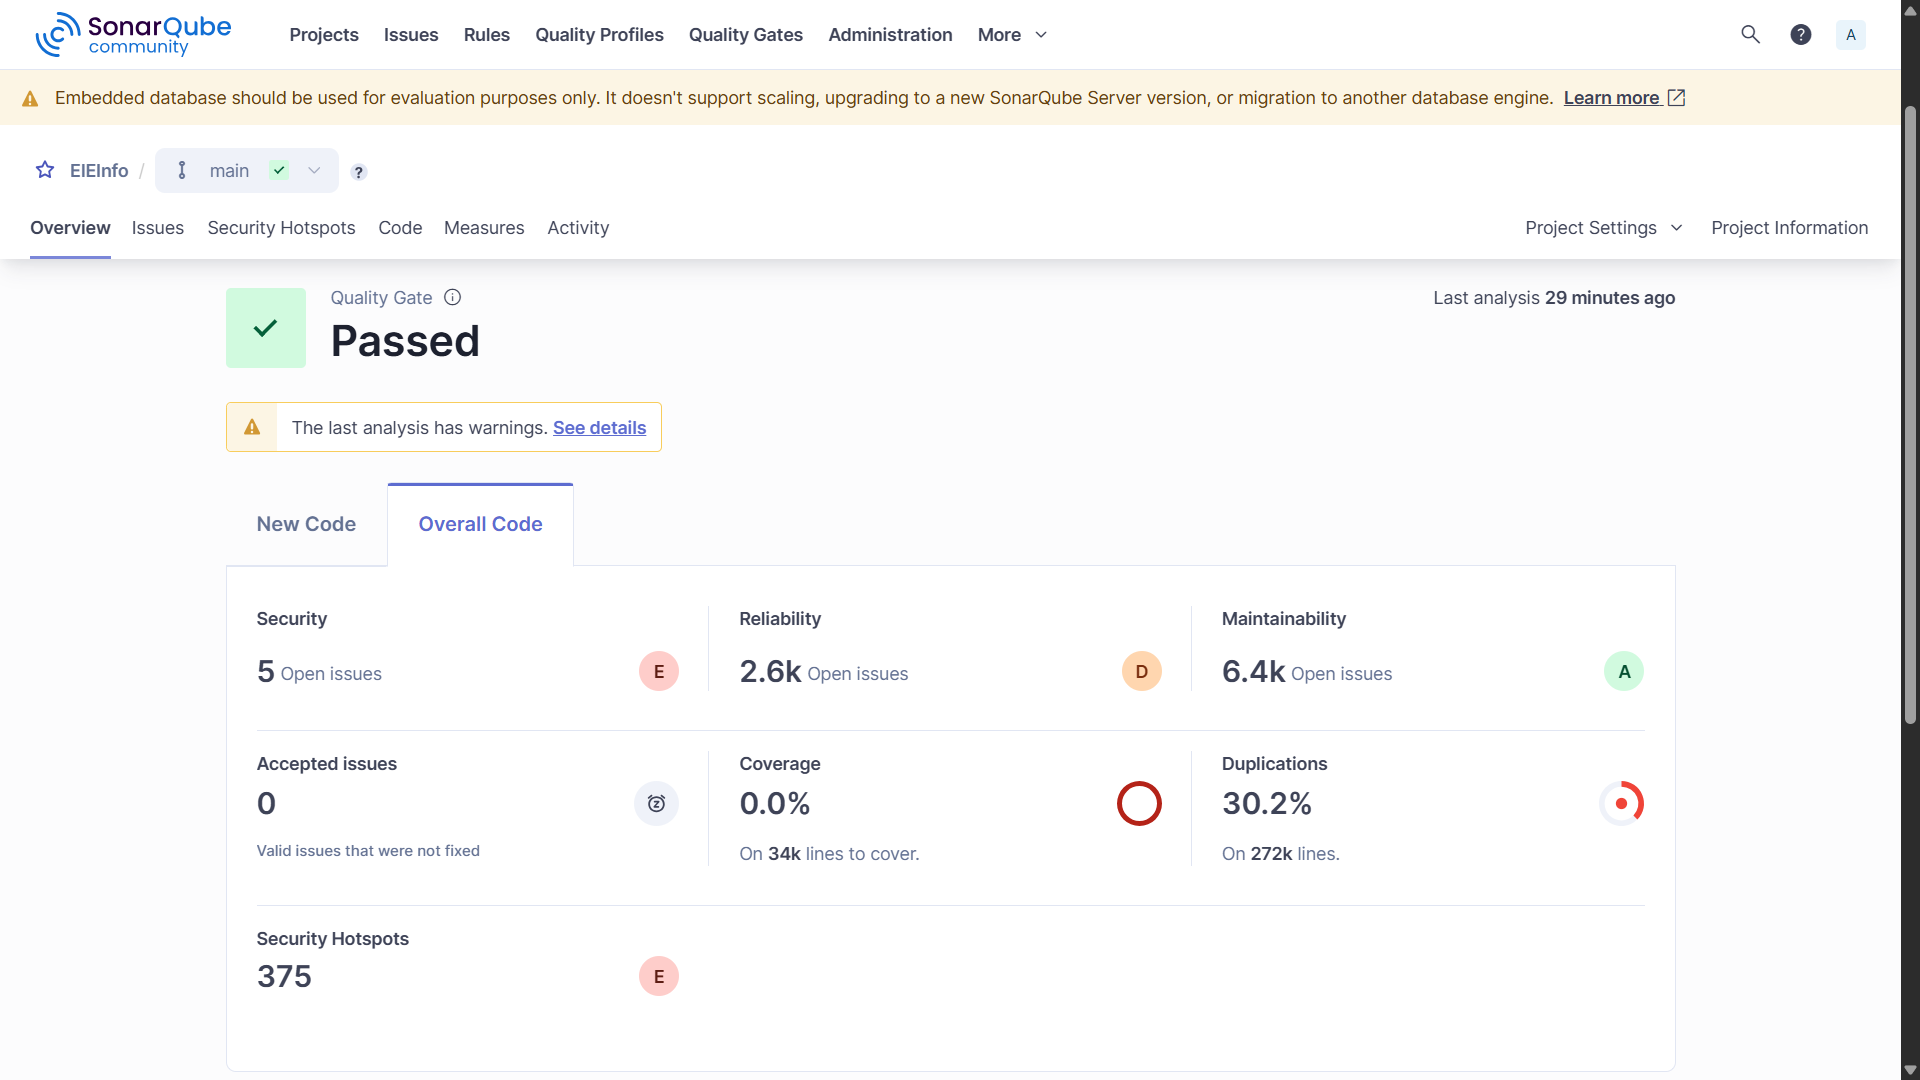 SonarQube community
Projects Issues Rules Quality Profiles Quality Gates Administration More
? A
Embedded database should be used for evaluation purposes only. It doesn't support scaling, upgrading to a new SonarQube Server version, or migration to another database engine. Learn more
EIEInfo / main ?
Overview Issues Security Hotspots Code Measures Activity Project Settings Project Information
Quality Gate
Last analysis 29 minutes ago
Passed
The last analysis has warnings. See details
New Code Overall Code
Security
5 Open issues E
Reliability
2.6k Open issues D
Maintainability
6.4k Open issues A
Accepted issues
0
Valid issues that were not fixed
Coverage
0.0%
On 34k lines to cover.
Duplications
30.2%
On 272k lines.
Security Hotspots
375 E